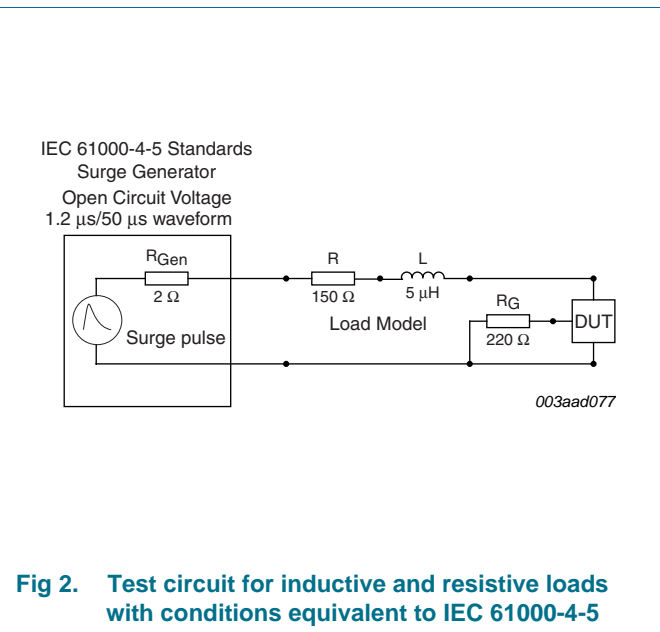 IEC 61000-4-5 Standards
Surge Generator
Open Circuit Voltage
1.2 μs/50 μs waveform
RGen
2 Ω
Surge pulse
R
150 Ω
L
5 μH
Load Model
RG
220 Ω
DUT
003aad077
Fig 2. Test circuit for inductive and resistive loads
with conditions equivalent to IEC 61000-4-5